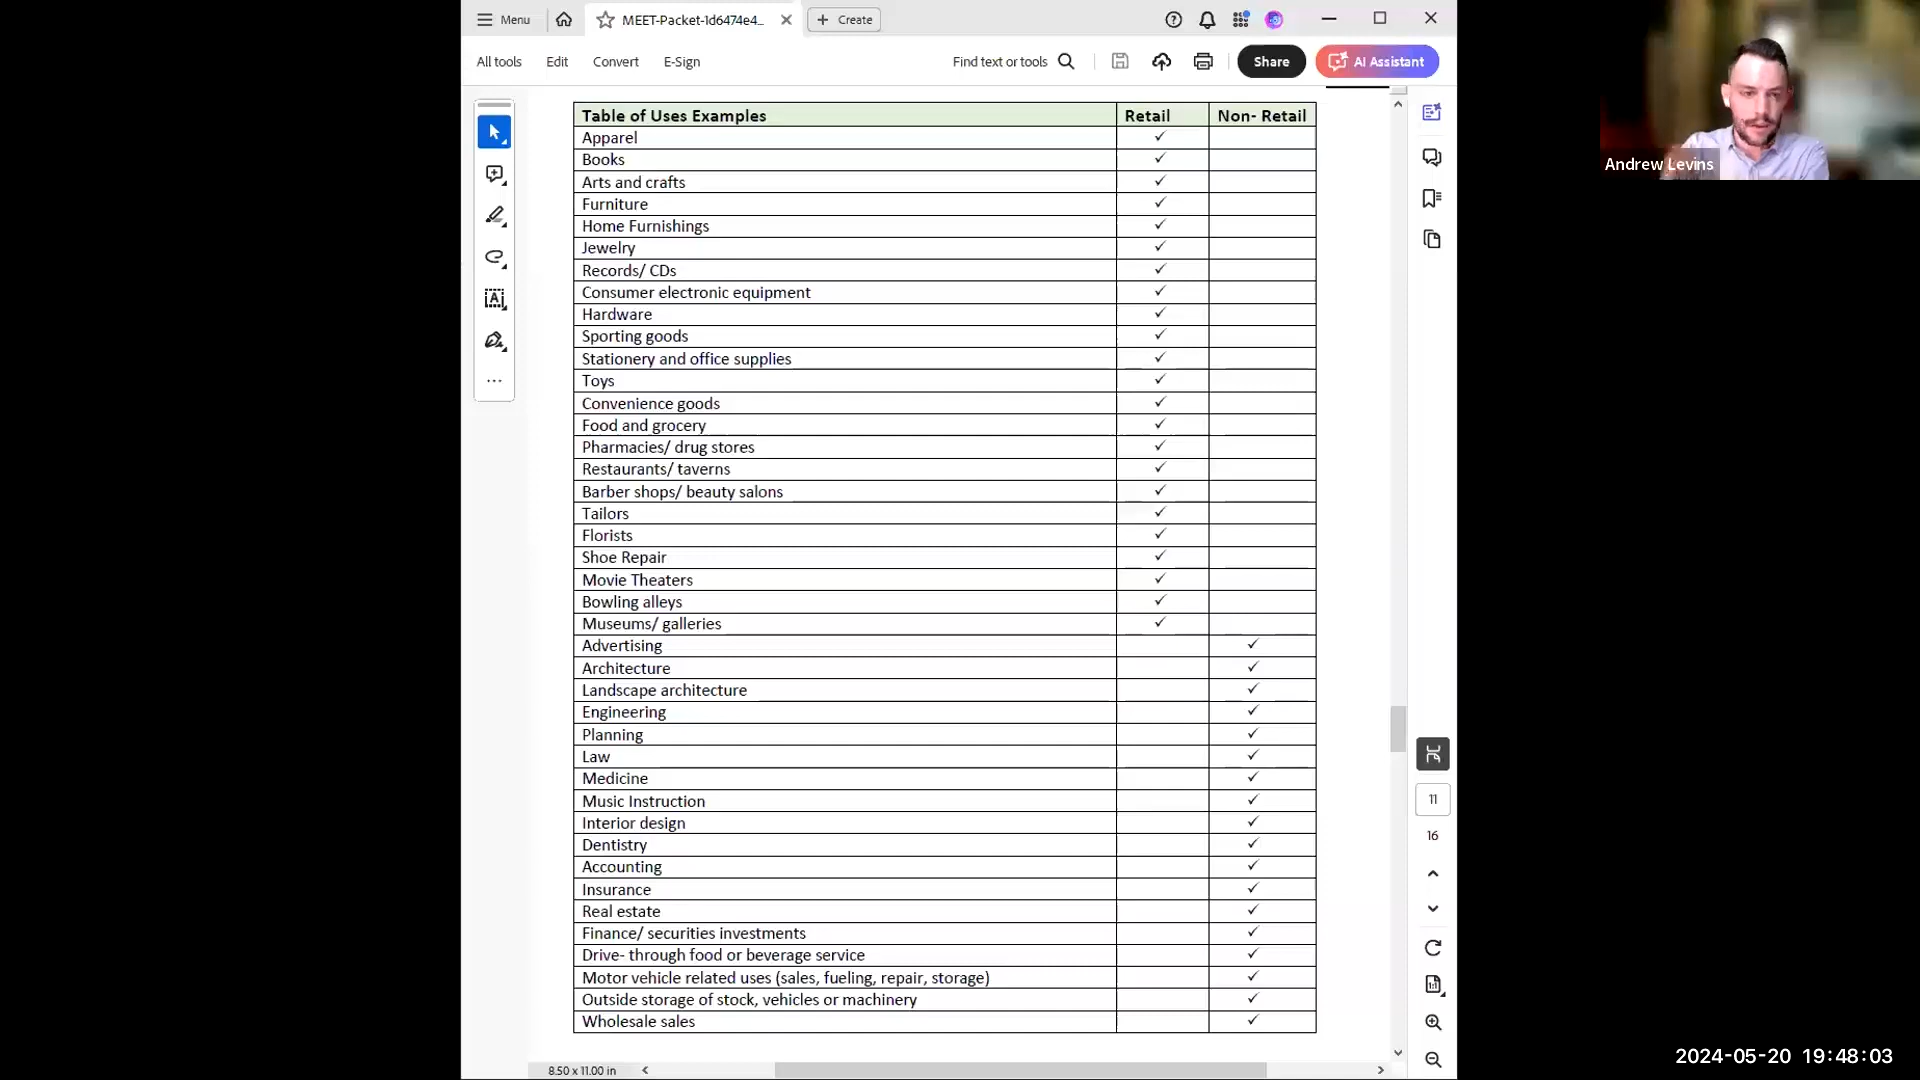 Menu
MEET-Packet-1d6474e4...
Create
All tools
Edit
Convert
E-Sign
Find text or tools
Share
AI Assistant
Table of Uses Examples Retail Non- Retail
Apparel ✓
Books ✓
Arts and crafts ✓
Furniture ✓
Home Furnishings ✓
Jewelry ✓
Records/ CDs ✓
Consumer electronic equipment ✓
Hardware ✓
Sporting goods ✓
Stationery and office supplies ✓
Toys ✓
Convenience goods ✓
Food and grocery ✓
Pharmacies/ drug stores ✓
Restaurants/ taverns ✓
Barber shops/ beauty salons ✓
Tailors ✓
Florists ✓
Shoe Repair ✓
Movie Theaters ✓
Bowling alleys ✓
Museums/ galleries ✓
Advertising ✓
Architecture ✓
Landscape architecture ✓
Engineering ✓
Planning ✓
Law ✓
Medicine ✓
Music Instruction ✓
Interior design ✓
Dentistry ✓
Accounting ✓
Insurance ✓
Real estate ✓
Finance/ securities investments ✓
Drive- through food or beverage service ✓
Motor vehicle related uses (sales, fueling, repair, storage) ✓
Outside storage of stock, vehicles or machinery ✓
Wholesale sales ✓
8.50 x 11.00 in
11
16
Andrew Levins
2024-05-20 19:48:03